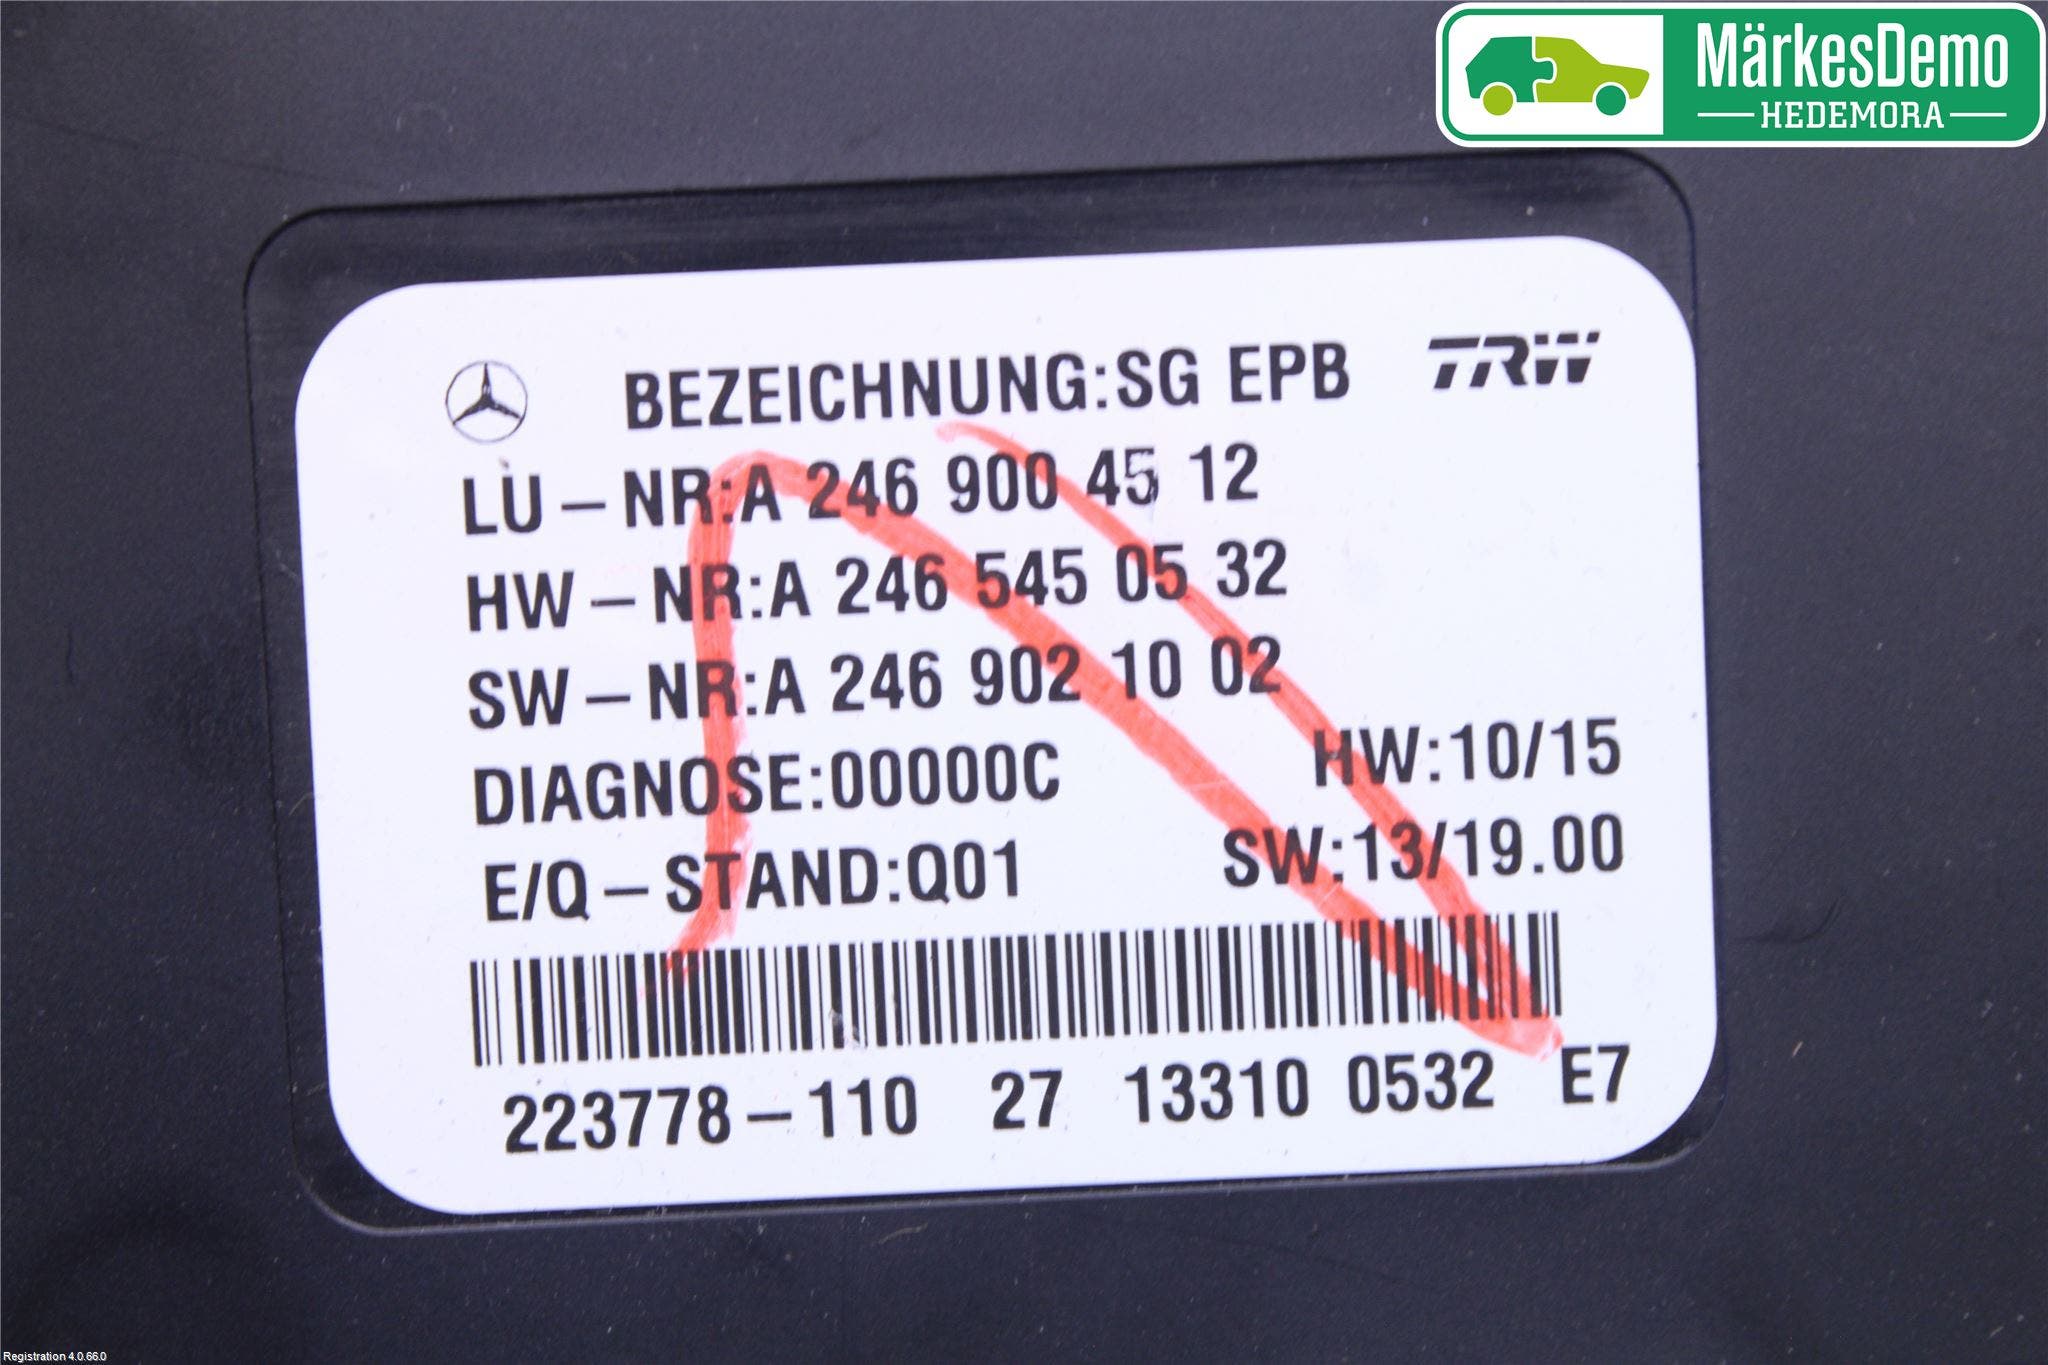 MärkesDemo
HEDEMORA
BEZEICHNUNG:SG EPB TRW
LU-NR:A 246 900 45 12
HW-NR:A 246 545 05 32
SW-NR:A 246 902 10 02
DIAGNOSE:00000C HW:10/15
E/Q-STAND:Q01 SW:13/19.00
223778-110 27 13310 0532 E7
Registration 4.0.66.0